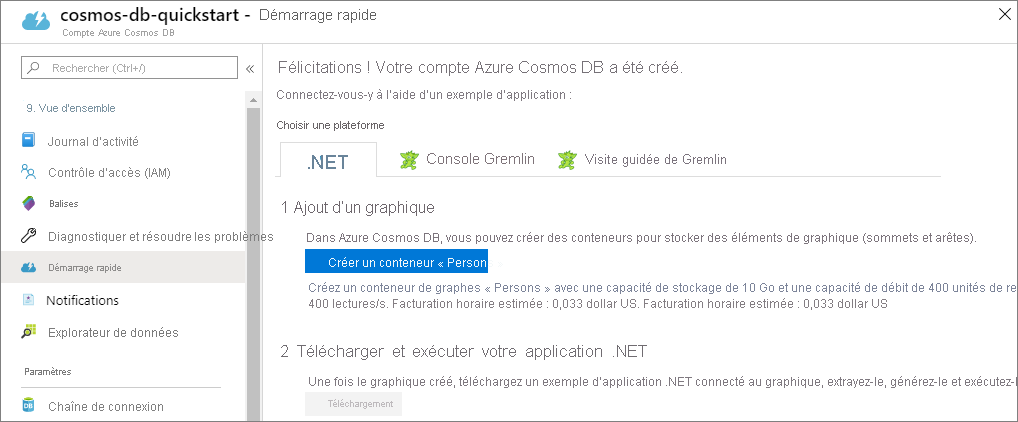 cosmos-db-quickstart - Démarrage rapide
Compte Azure Cosmos DB
Rechercher (Ctrl+/)
«
9. Vue d'ensemble
Journal d'activité
Contrôle d'accès (IAM)
Balises
Diagnostiquer et résoudre les problèmes
Démarrage rapide
Notifications
Explorateur de données
Paramètres
Chaîne de connexion
Félicitations ! Votre compte Azure Cosmos DB a été créé.
Connectez-vous-y à l'aide d'un exemple d'application :
Choisir une plateforme
.NET
Console Gremlin
Visite guidée de Gremlin
1 Ajout d'un graphique
Dans Azure Cosmos DB, vous pouvez créer des conteneurs pour stocker des éléments de graphique (sommets et arêtes).
Créer un conteneur « Person
Créez un conteneur de graphes « Persons » avec une capacité de stockage de 10 Go et une capacité de débit de 400 unités de re
400 lectures/s. Facturation horaire estimée : 0,033 dollar US. Facturation horaire estimée : 0,033 dollar US
2 Télécharger et exécuter votre application .NET
Une fois le graphique créé, téléchargez un exemple d'application .NET connecté au graphique, extrayez-le, générez-le et exécutez-l
Téléchargement